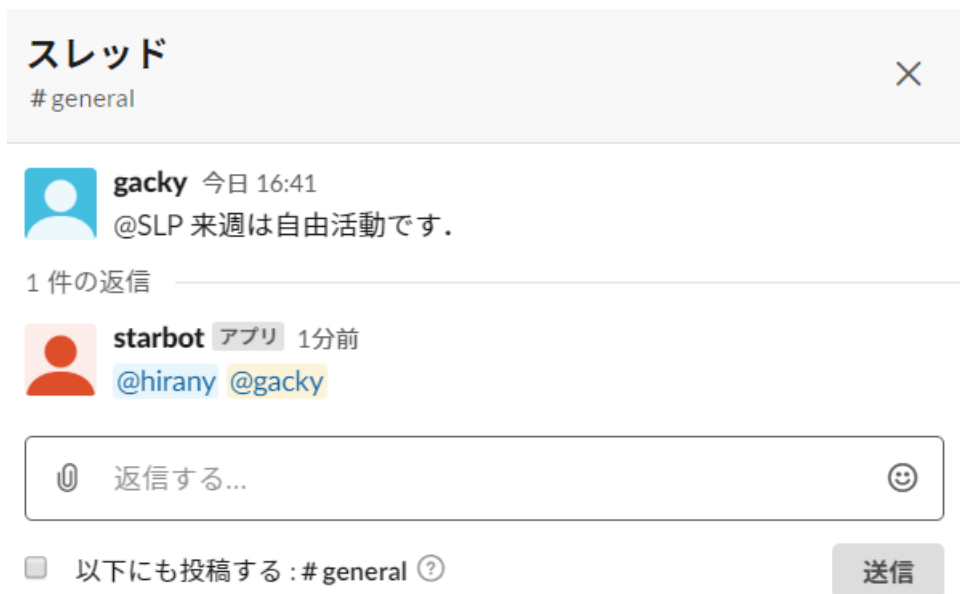 スレッド
# general
gacky 今日 16:41
@SLP 来週は自由活動です．
1 件の返信
starbot アプリ 1分前
@hirany @gacky
返信する...
以下にも投稿する : # general ?
送信